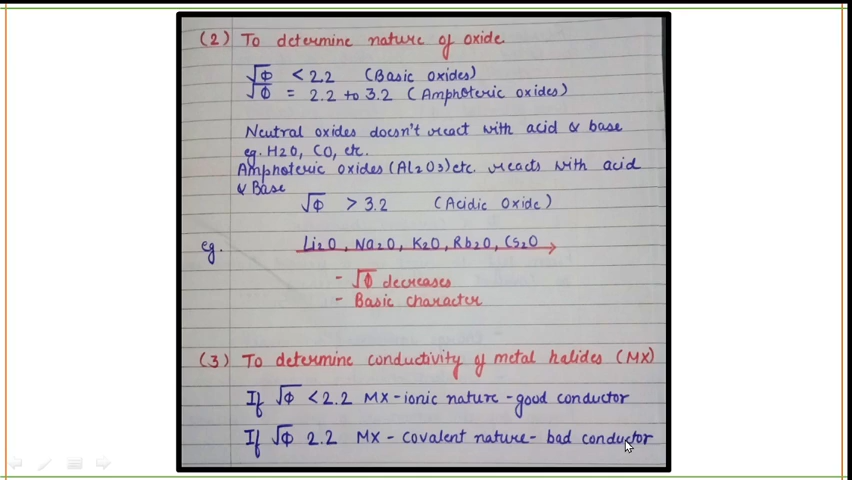 (2) To determine nature of oxide
√Φ < 2.2 (Basic oxides)
√Φ = 2.2 to 3.2 (Amphoteric oxides)
Neutral oxides doesn't react with acid & base
eg. H2O, CO, etc.
Amphoteric oxides (Al2O3) etc. reacts with acid
& Base
√Φ > 3.2 (Acidic Oxide)
eg. Li2O, Na2O, K2O, Rb2O, Cs2O
- √Φ decreases
- Basic character
(3) To determine conductivity of metal halides (MX)
If √Φ < 2.2 MX - ionic nature - good conductor
If √Φ 2.2 MX - covalent nature - bad conductor